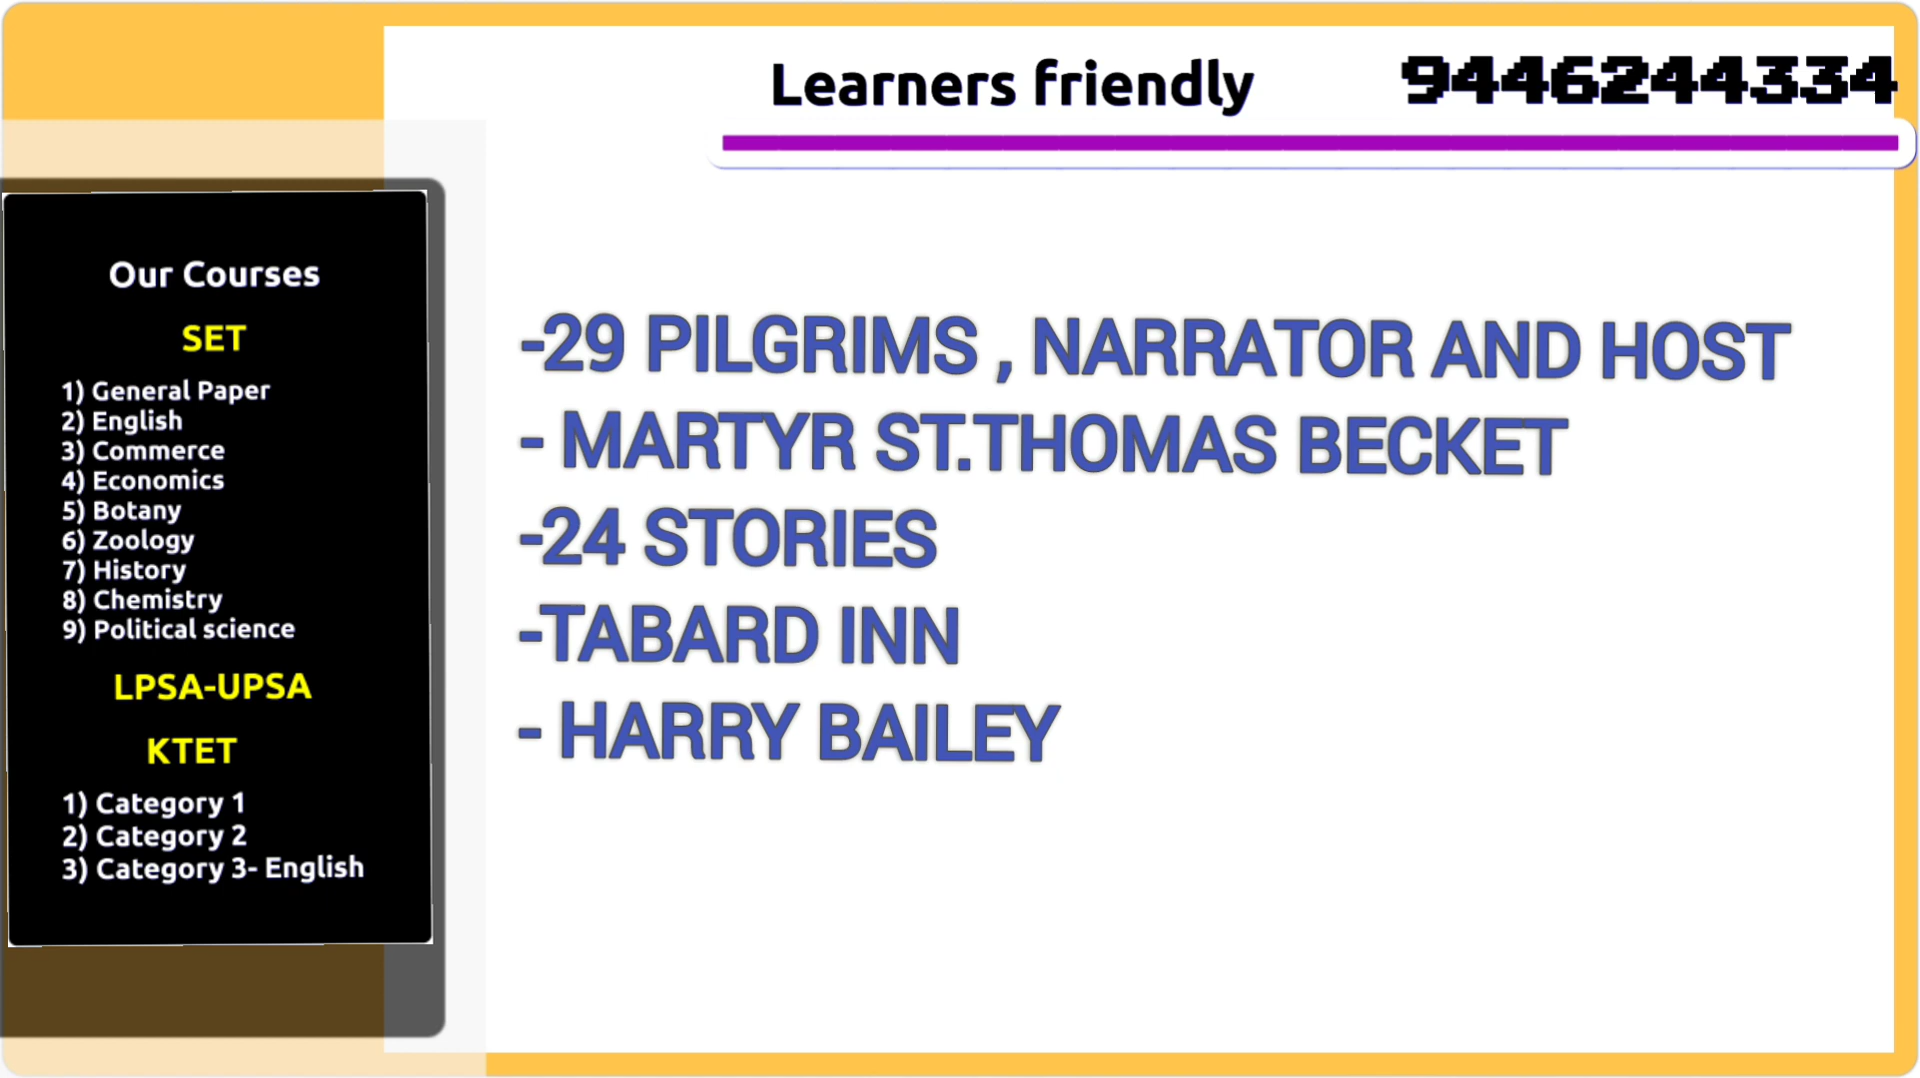 Learners friendly
9446244334
Our Courses
SET
1) General Paper
2) English
3) Commerce
4) Economics
5) Botany
6) Zoology
7) History
8) Chemistry
9) Political science
LPSA-UPSA
KTET
1) Category 1
2) Category 2
3) Category 3- English
-29 PILGRIMS , NARRATOR AND HOST
- MARTYR ST.THOMAS BECKET
-24 STORIES
-TABARD INN
- HARRY BAILEY